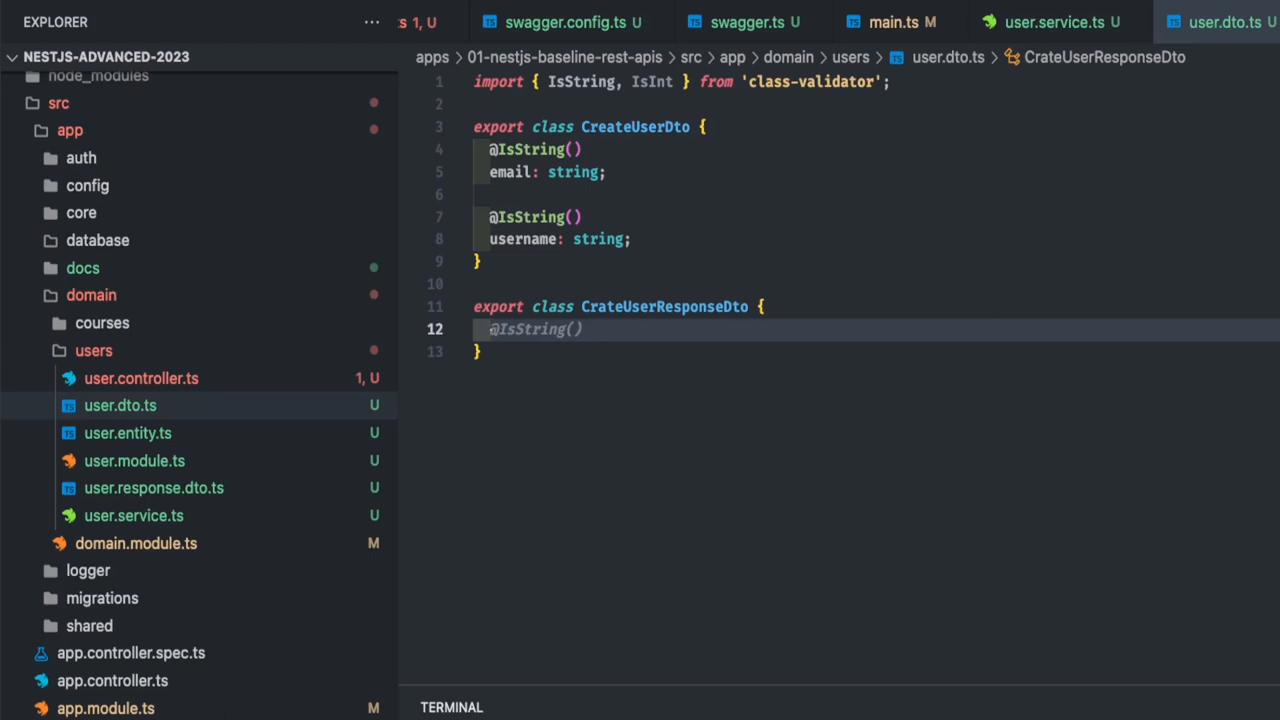 EXPLORER
NESTJS-ADVANCED-2023
node_modules
src
app
auth
config
core
database
docs
domain
courses
users
user.controller.ts 1, U
user.dto.ts U
user.entity.ts U
user.module.ts U
user.response.dto.ts U
user.service.ts U
domain.module.ts M
logger
migrations
shared
app.controller.spec.ts
app.controller.ts
app.module.ts M
ts 1, U swagger.config.ts U swagger.ts U main.ts M user.service.ts U user.dto.ts U
apps > 01-nestjs-baseline-rest-apis > src > app > domain > users > user.dto.ts > CrateUserResponseDto
1 import { IsString, IsInt } from 'class-validator';
2
3 export class CreateUserDto {
4 @IsString()
5 email: string;
6
7 @IsString()
8 username: string;
9 }
10
11 export class CrateUserResponseDto {
12 @IsString()
13 }
TERMINAL